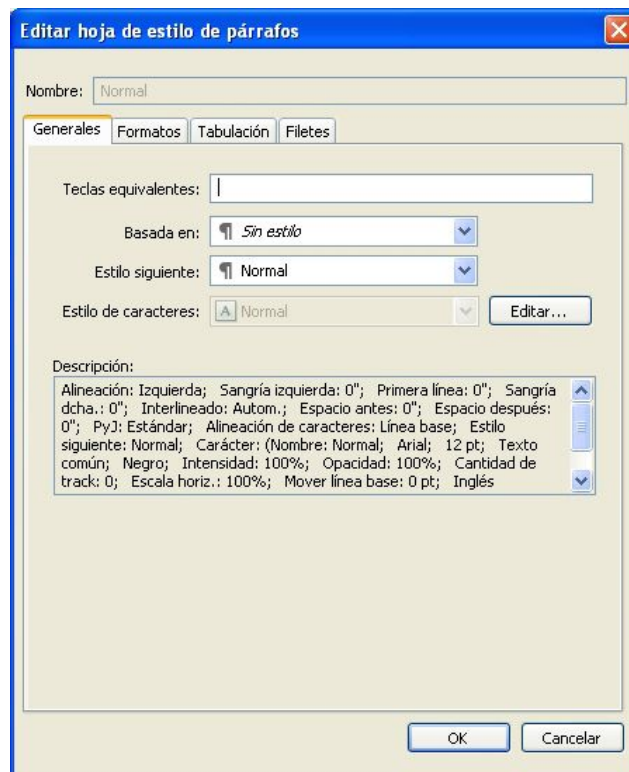 Editar hoja de estilo de párrafos
Nombre: Normal
Generales Formatos Tabulación Filetes
Teclas equivalentes:
Basada en: ¶ Sin estilo
Estilo siguiente: ¶ Normal
Estilo de caracteres: A Normal Editar...
Descripción:
Alineación: Izquierda; Sangría izquierda: 0"; Primera línea: 0"; Sangría
dcha.: 0"; Interlineado: Autom.; Espacio antes: 0"; Espacio después:
0"; PyJ: Estándar; Alineación de caracteres: Línea base; Estilo
siguiente: Normal; Carácter: (Nombre: Normal; Arial; 12 pt; Texto
común; Negro; Intensidad: 100%; Opacidad: 100%; Cantidad de
track: 0; Escala horiz.: 100%; Mover línea base: 0 pt; Inglés
OK Cancelar